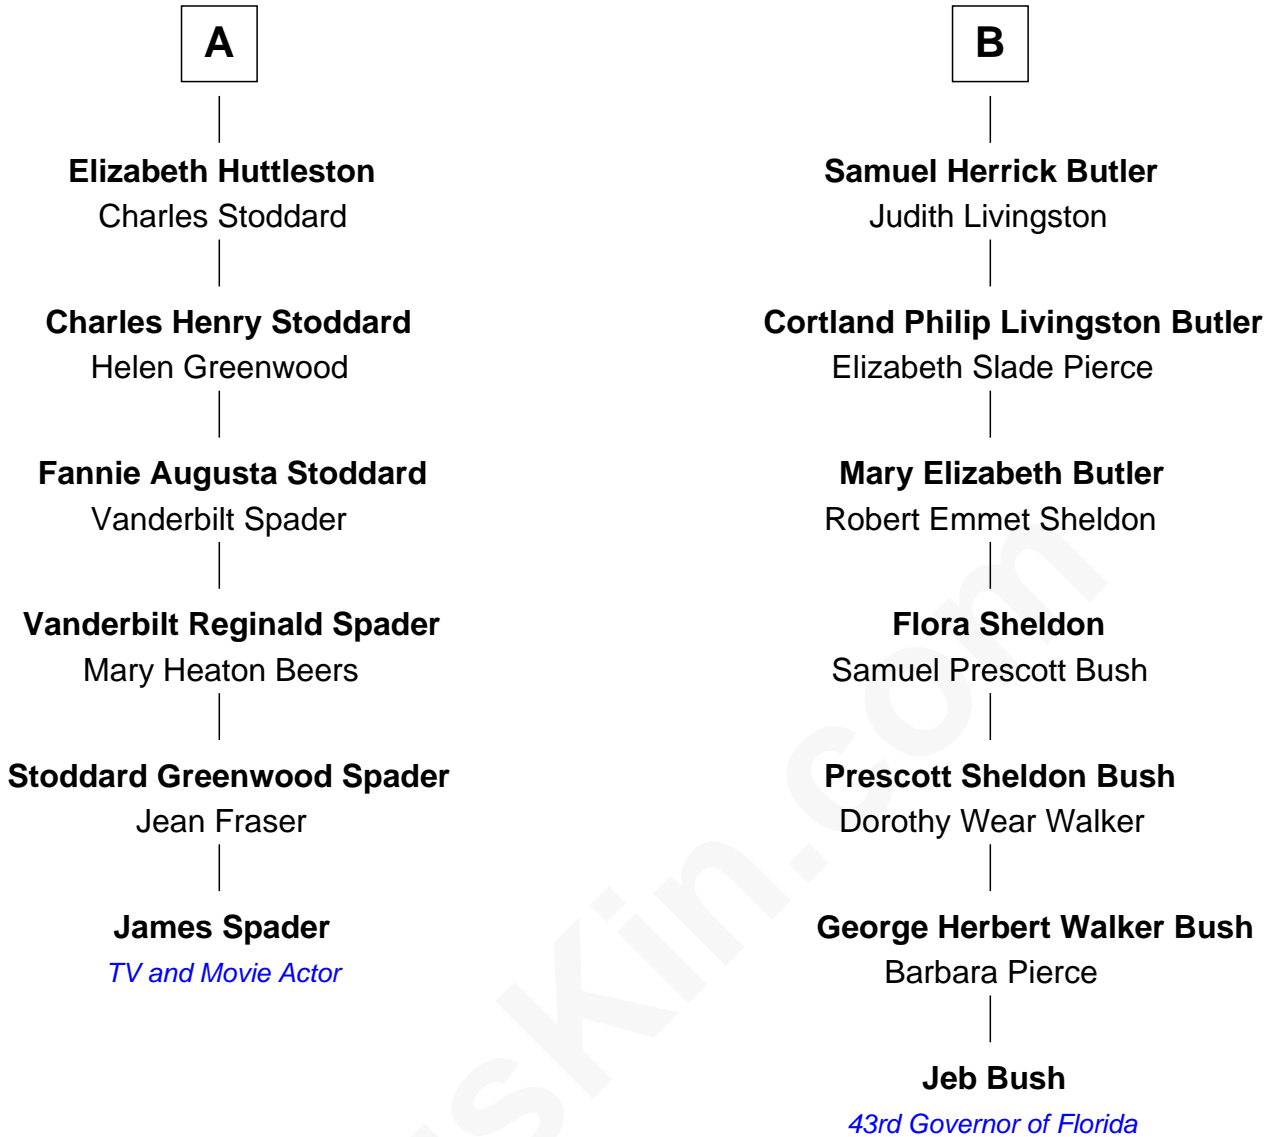 A
Elizabeth Huttleston
Charles Stoddard
Charles Henry Stoddard
Helen Greenwood
Fannie Augusta Stoddard
Vanderbilt Spader
Vanderbilt Reginald Spader
Mary Heaton Beers
Stoddard Greenwood Spader
Jean Fraser
James Spader
TV and Movie Actor
B
Samuel Herrick Butler
Judith Livingston
Cortland Philip Livingston Butler
Elizabeth Slade Pierce
Mary Elizabeth Butler
Robert Emmet Sheldon
Flora Sheldon
Samuel Prescott Bush
Prescott Sheldon Bush
Dorothy Wear Walker
George Herbert Walker Bush
Barbara Pierce
Jeb Bush
43rd Governor of Florida
sKin.com